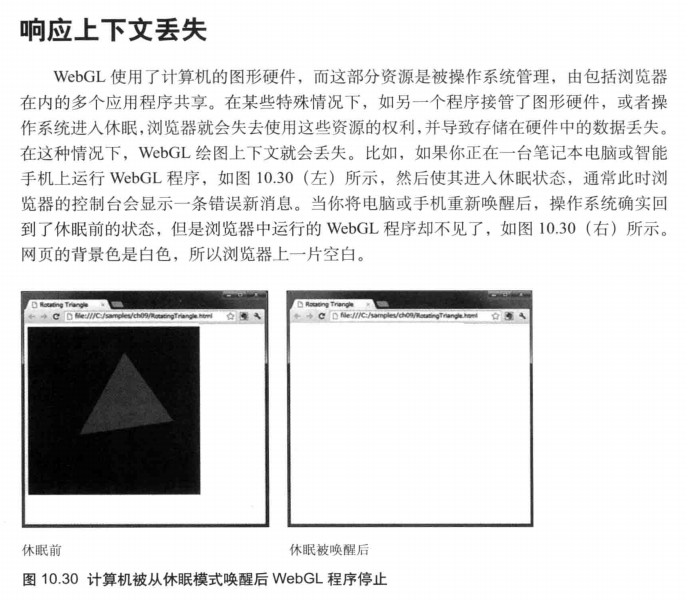 响应上下文丢失
WebGL 使用了计算机的图形硬件，而这部分资源是被操作系统管理，由包括浏览器
在内的多个应用程序共享。在某些特殊情况下，如另一个程序接管了图形硬件，或者操
作系统进入休眠，浏览器就会失去使用这些资源的权利，并导致存储在硬件中的数据丢失。
在这种情况下，WebGL 绘图上下文就会丢失。比如，如果你正在一台笔记本电脑或智能
手机上运行 WebGL 程序，如图 10.30（左）所示，然后使其进入休眠状态，通常此时浏
览器的控制台会显示一条错误新消息。当你将电脑或手机重新唤醒后，操作系统确实回
到了休眠前的状态，但是浏览器中运行的 WebGL 程序却不见了，如图 10.30（右）所示。
网页的背景色是白色，所以浏览器上一片空白。
Rotating Triangle
file:///C:/samples/ch09/RotatingTriangle.html
Rotating Triangle
file:///C:/samples/ch09/RotatingTriangle.html
休眠前
休眠被唤醒后
图 10.30 计算机被从休眠模式唤醒后 WebGL 程序停止